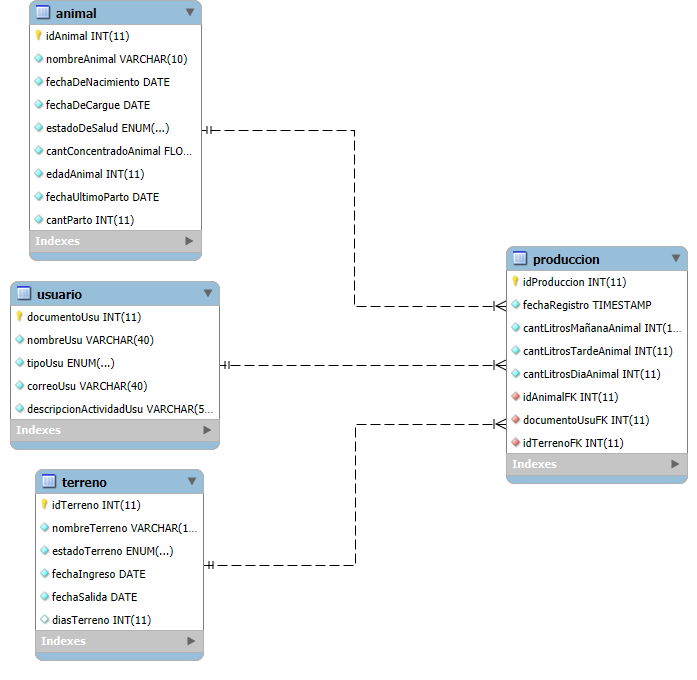 animal
idAnimal INT(11)
nombreAnimal VARCHAR(10)
fechaDeNacimiento DATE
fechaDeCargue DATE
estadoDeSalud ENUM(...)
cantConcentradoAnimal FLO...
edadAnimal INT(11)
fechaUltimoParto DATE
cantParto INT(11)
Indexes
usuario
documentoUsu INT(11)
nombreUsu VARCHAR(40)
tipoUsu ENUM(...)
correoUsu VARCHAR(40)
descripcionActividadUsu VARCHAR(5...
Indexes
terreno
idTerreno INT(11)
nombreTerreno VARCHAR(1...
estadoTerreno ENUM(...)
fechaIngreso DATE
fechaSalida DATE
diasTerreno INT(11)
Indexes
produccion
idProduccion INT(11)
fechaRegistro TIMESTAMP
cantLitrosMañanaAnimal INT(1...
cantLitrosTardeAnimal INT(11)
cantLitrosDiaAnimal INT(11)
idAnimalFK INT(11)
documentoUsuFK INT(11)
idTerrenoFK INT(11)
Indexes